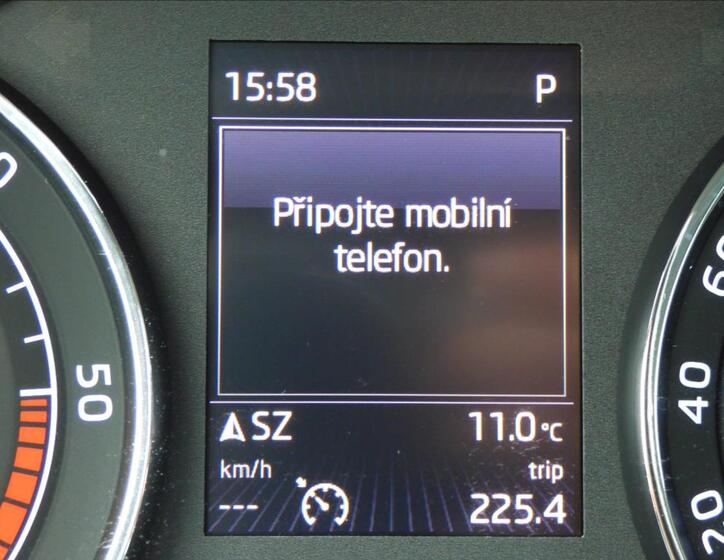 15:58 P
Připojte mobilní
telefon.
SZ 11.0°C
km/h trip
--- 225.4
50
40
20